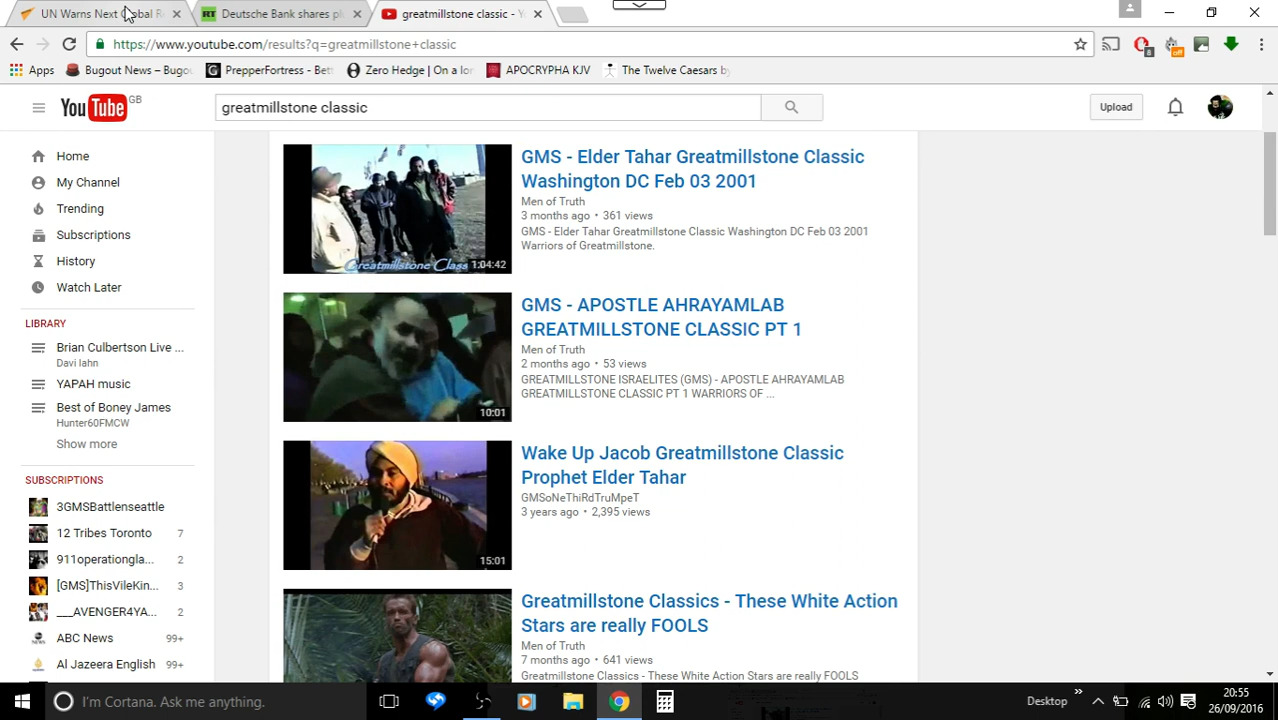 UN Warns Next Global R
Deutsche Bank shares pl
greatmillstone classic - Y
https://www.youtube.com/results?q=greatmillstone+classic
8
off
Apps
Bugout News – Bugou
PrepperFortress - Bett
Zero Hedge | On a lon
APOCRYPHA KJV
The Twelve Caesars by
YouTube GB
greatmillstone classic
Upload
Home
My Channel
Trending
Subscriptions
History
Watch Later
LIBRARY
Brian Culbertson Live ...
Davi Iahn
YAPAH music
Best of Boney James
Hunter60FMCW
Show more
SUBSCRIPTIONS
3GMSBattlenseattle
12 Tribes Toronto 7
911operationgla... 2
[GMS]ThisVileKin... 3
___AVENGER4YA... 2
ABC News 99+
Al Jazeera English 99+
Greatmillstone Class
1:04:42
GMS - Elder Tahar Greatmillstone Classic
Washington DC Feb 03 2001
Men of Truth
3 months ago • 361 views
GMS - Elder Tahar Greatmillstone Classic Washington DC Feb 03 2001
Warriors of Greatmillstone.
10:01
GMS - APOSTLE AHRAYAMLAB
GREATMILLSTONE CLASSIC PT 1
Men of Truth
2 months ago • 53 views
GREATMILLSTONE ISRAELITES (GMS) - APOSTLE AHRAYAMLAB
GREATMILLSTONE CLASSIC PT 1 WARRIORS OF ...
15:01
Wake Up Jacob Greatmillstone Classic
Prophet Elder Tahar
GMSoNeThiRdTruMpeT
3 years ago • 2,395 views
Greatmillstone Classics - These White Action
Stars are really FOOLS
Men of Truth
7 months ago • 641 views
Greatmillstone Classics - These White Action Stars are really FOOLS
I'm Cortana. Ask me anything.
Desktop
20:55
26/09/2016